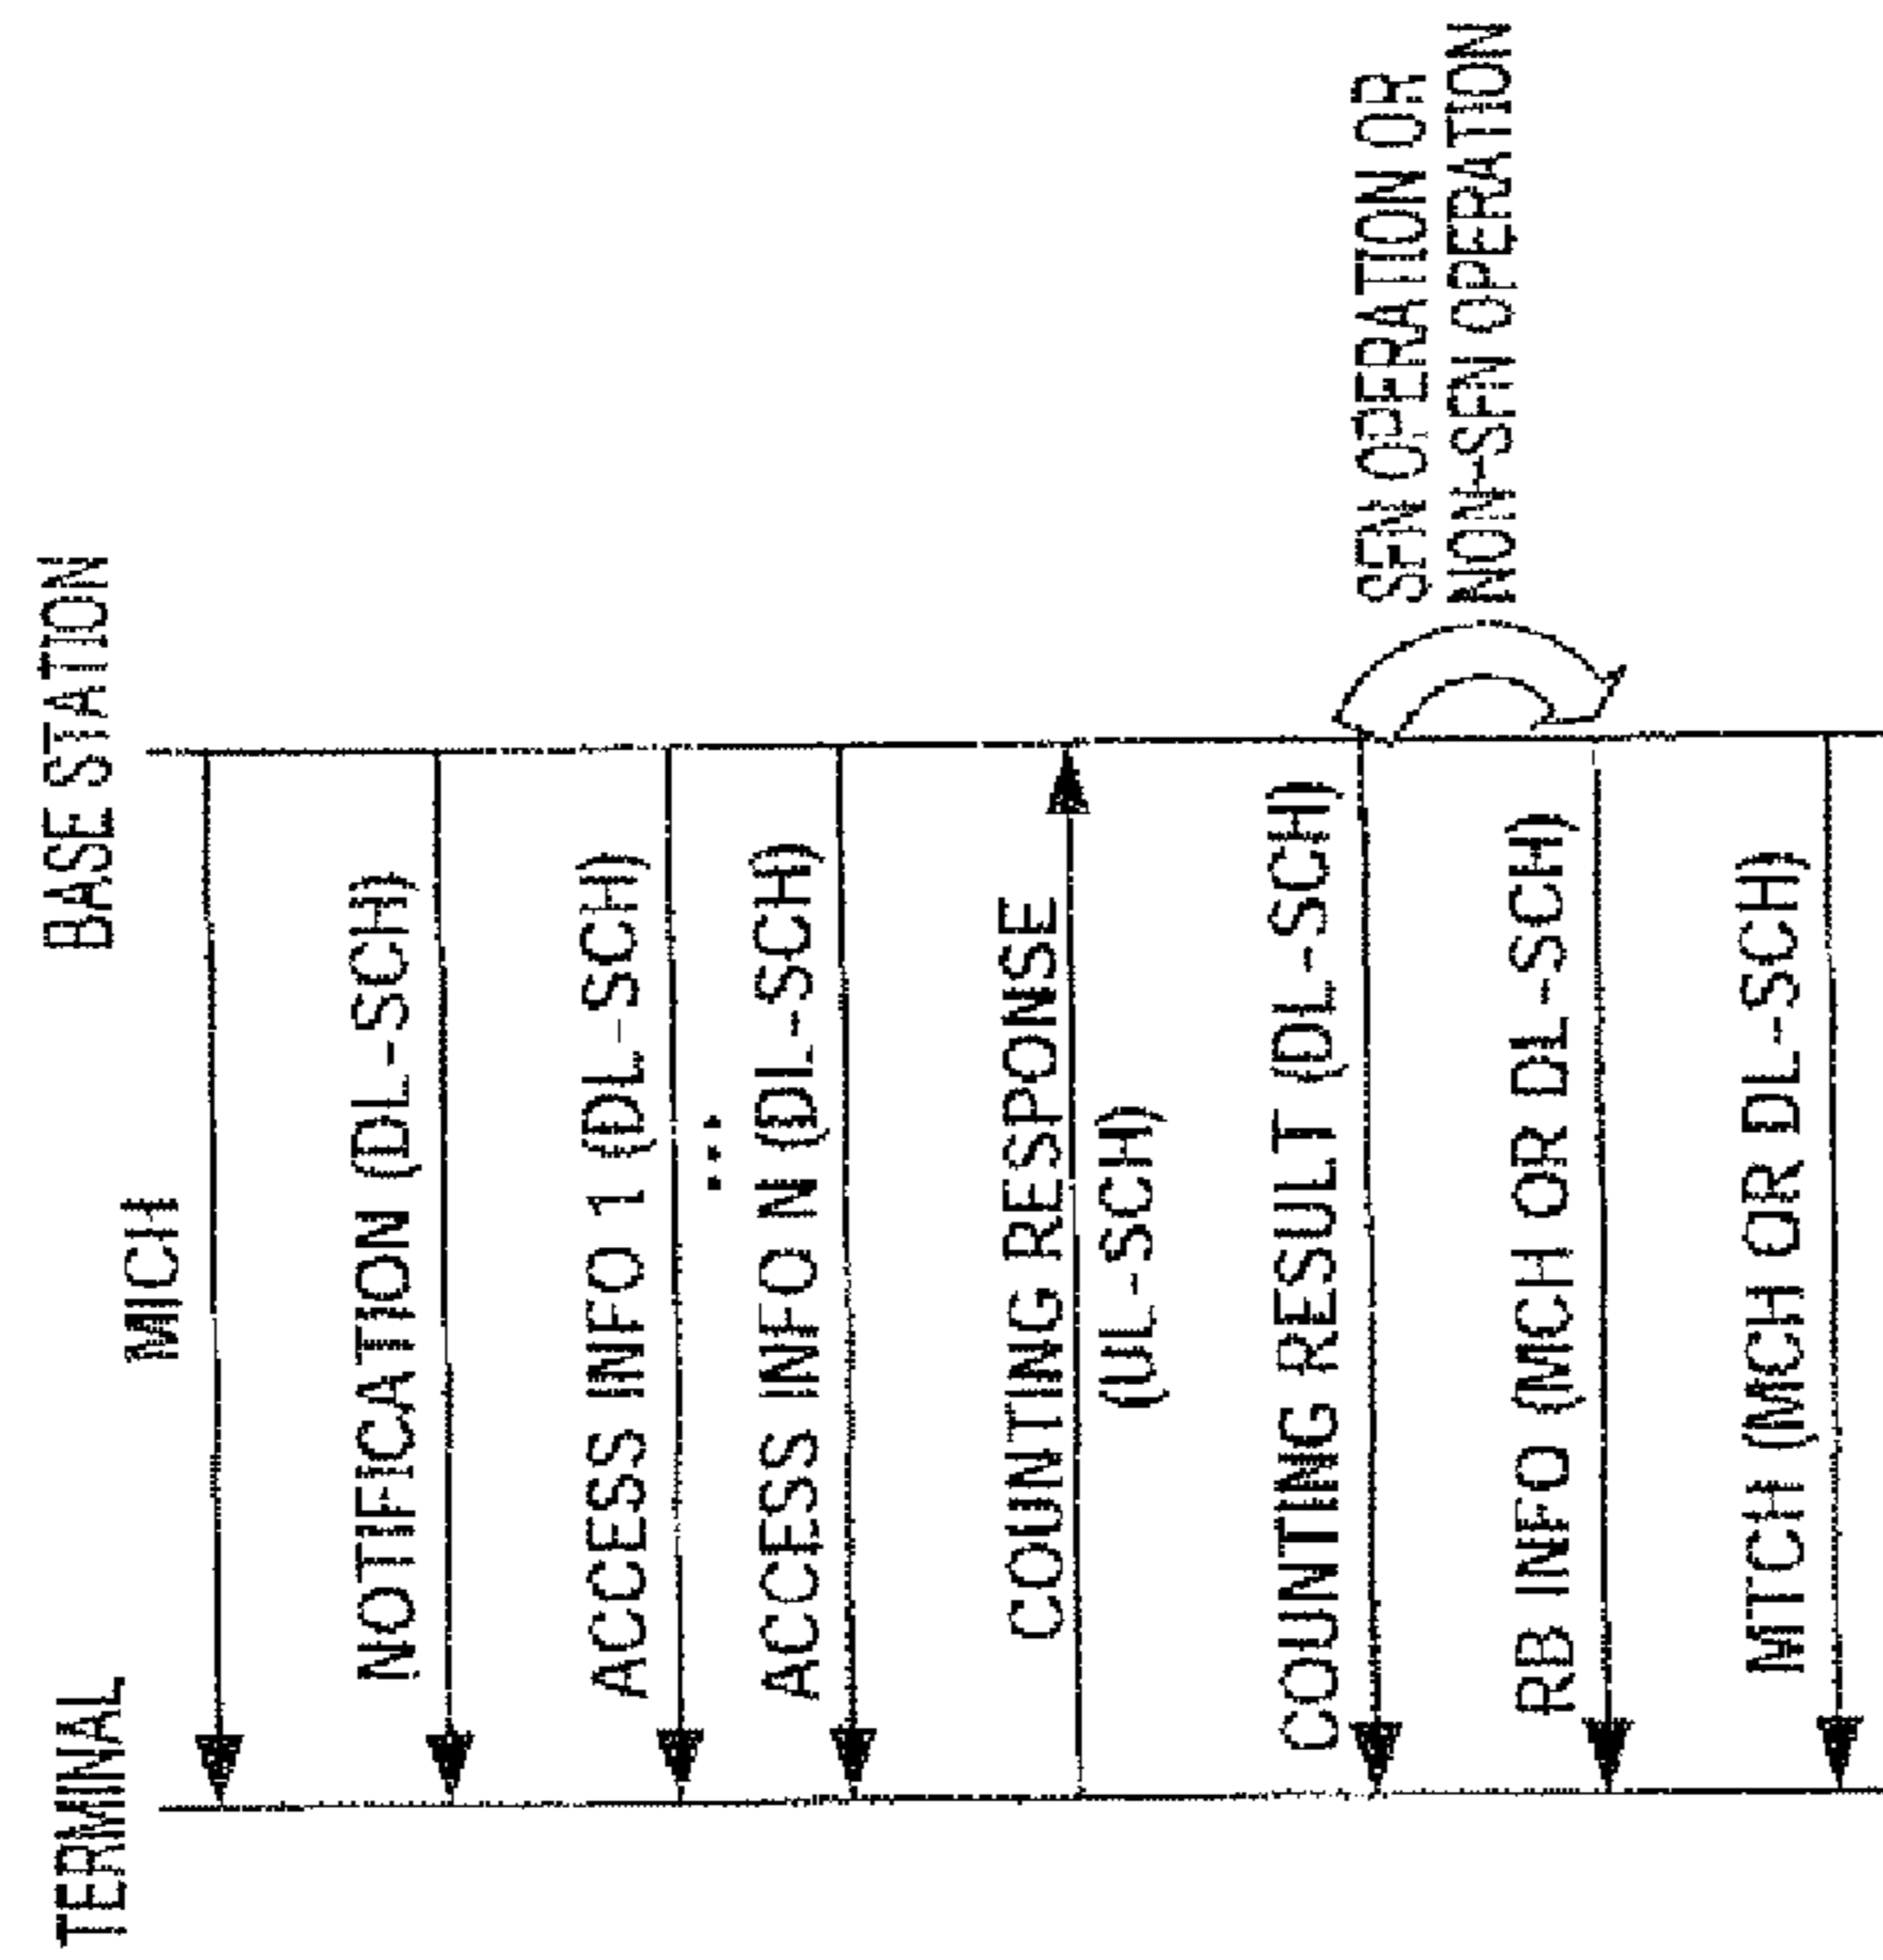 TERMINAL
BASE STATION
MICH
NOTIFICATION (DL-SCH)
ACCESS INFO 1 (DL-SCH)
...
ACCESS INFO N (DL-SCH)
COUNTING RESPONSE
(UL-SCH)
COUNTING RESULT (DL-SCH)
SFN OPERATION OR
NON-SFN OPERATION
RB INFO (MCH OR DL-SCH)
MTCH (MCH OR DL-SCH)